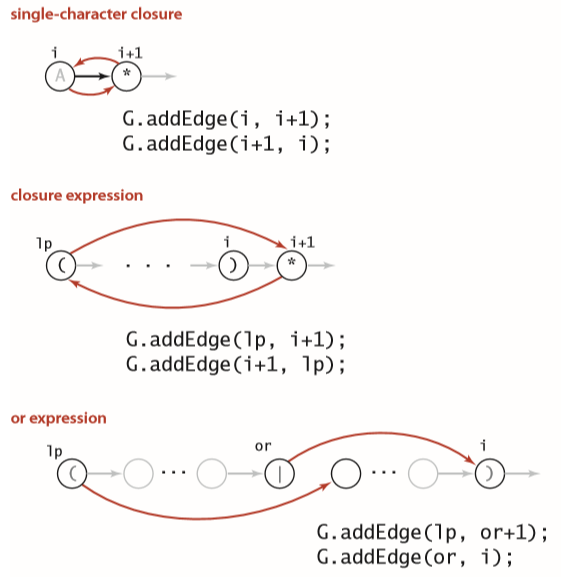 single-character closure
i i+1
A *
G.addEdge(i, i+1);
G.addEdge(i+1, i);
closure expression
lp i i+1
( . . . ) *
G.addEdge(lp, i+1);
G.addEdge(i+1, lp);
or expression
lp or i
( ... | ... )
G.addEdge(lp, or+1);
G.addEdge(or, i);